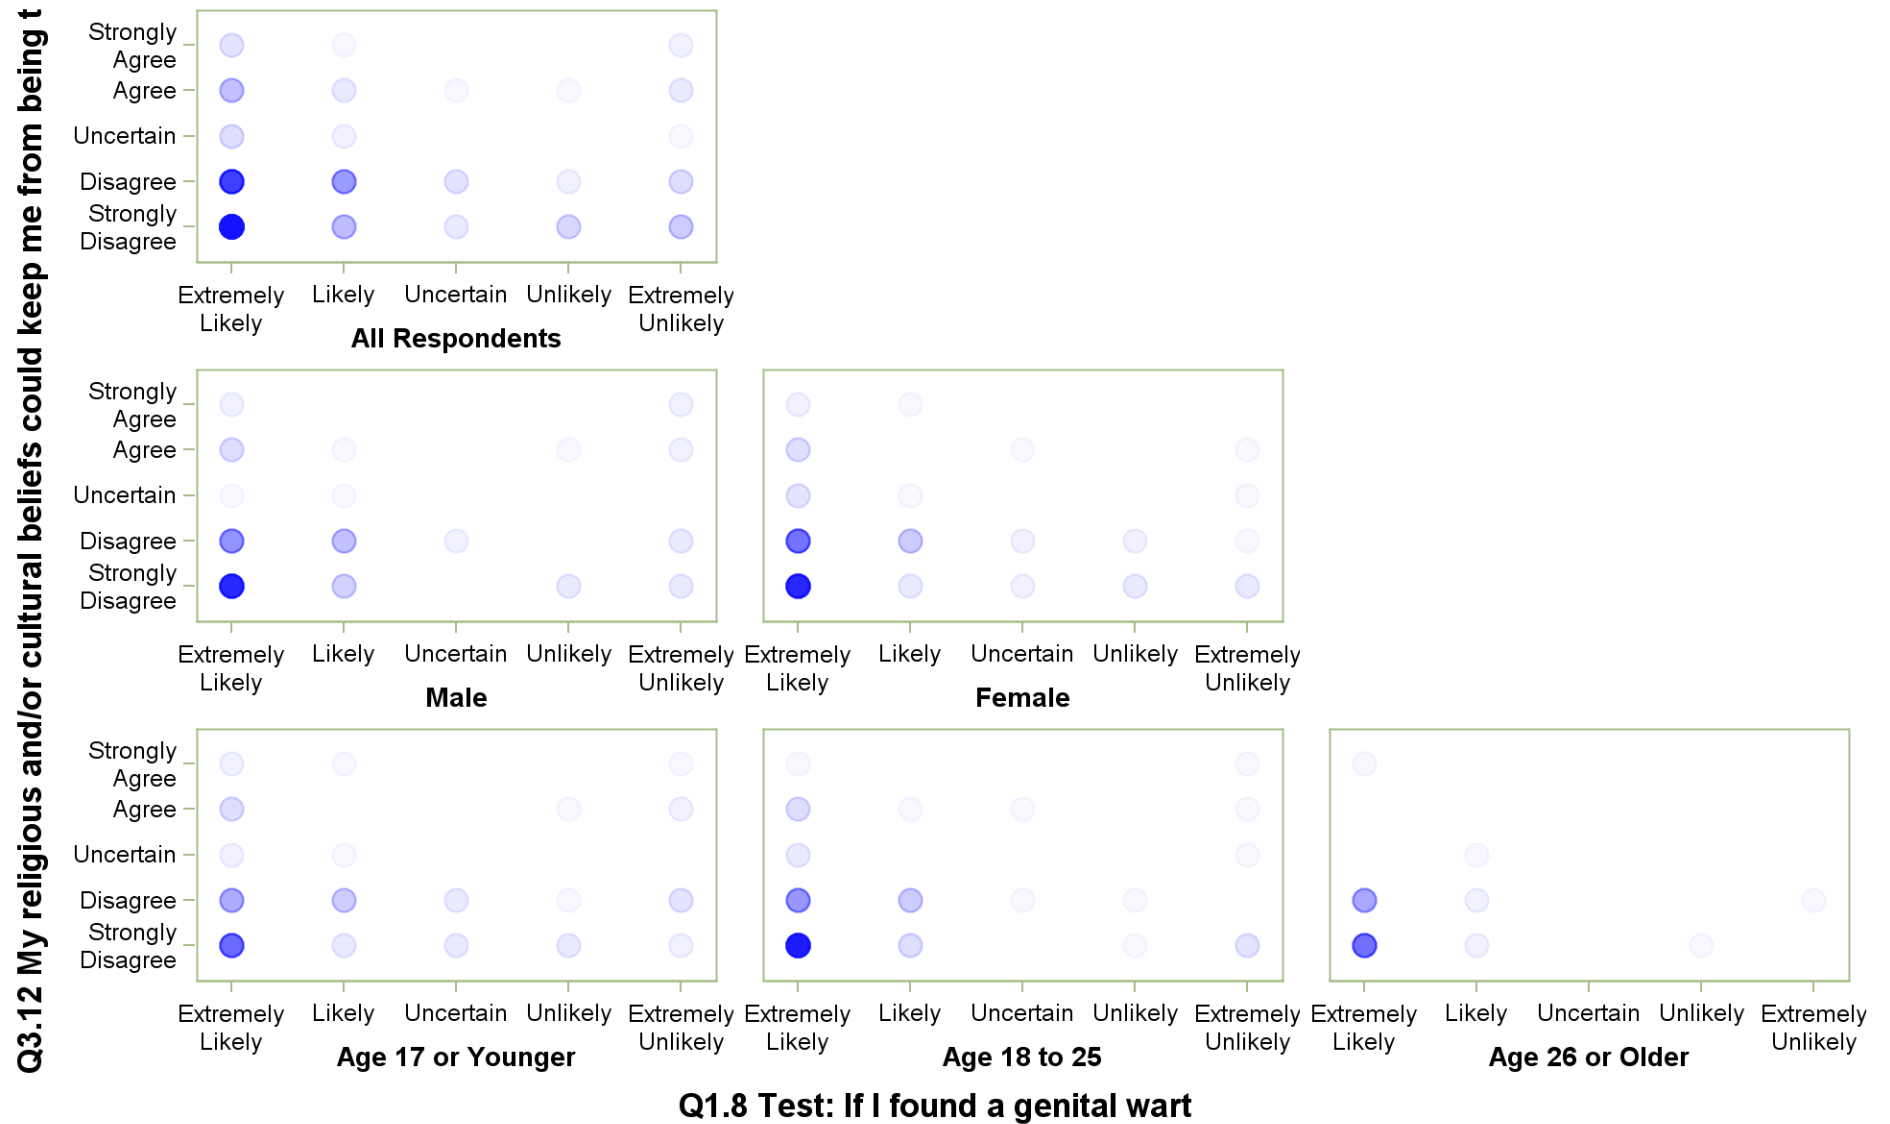 Q3.12 My religious and/or cultural beliefs could keep me from being t
Strongly
Agree
Agree
Uncertain
Disagree
Strongly
Disagree
Extremely
Likely
Likely
Uncertain
Unlikely
Extremely
Unlikely
All Respondents
Strongly
Agree
Agree
Uncertain
Disagree
Strongly
Disagree
Extremely
Likely
Likely
Uncertain
Unlikely
Extremely
Unlikely
Male
Extremely
Likely
Likely
Uncertain
Unlikely
Extremely
Unlikely
Female
Strongly
Agree
Agree
Uncertain
Disagree
Strongly
Disagree
Extremely
Likely
Likely
Uncertain
Unlikely
Extremely
Unlikely
Age 17 or Younger
Extremely
Likely
Likely
Uncertain
Unlikely
Extremely
Unlikely
Age 18 to 25
Extremely
Likely
Likely
Uncertain
Unlikely
Extremely
Unlikely
Age 26 or Older
Q1.8 Test: If I found a genital wart